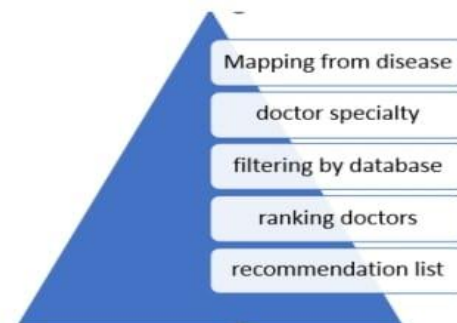 Mapping from disease
doctor specialty
filtering by database
ranking doctors
recommendation list